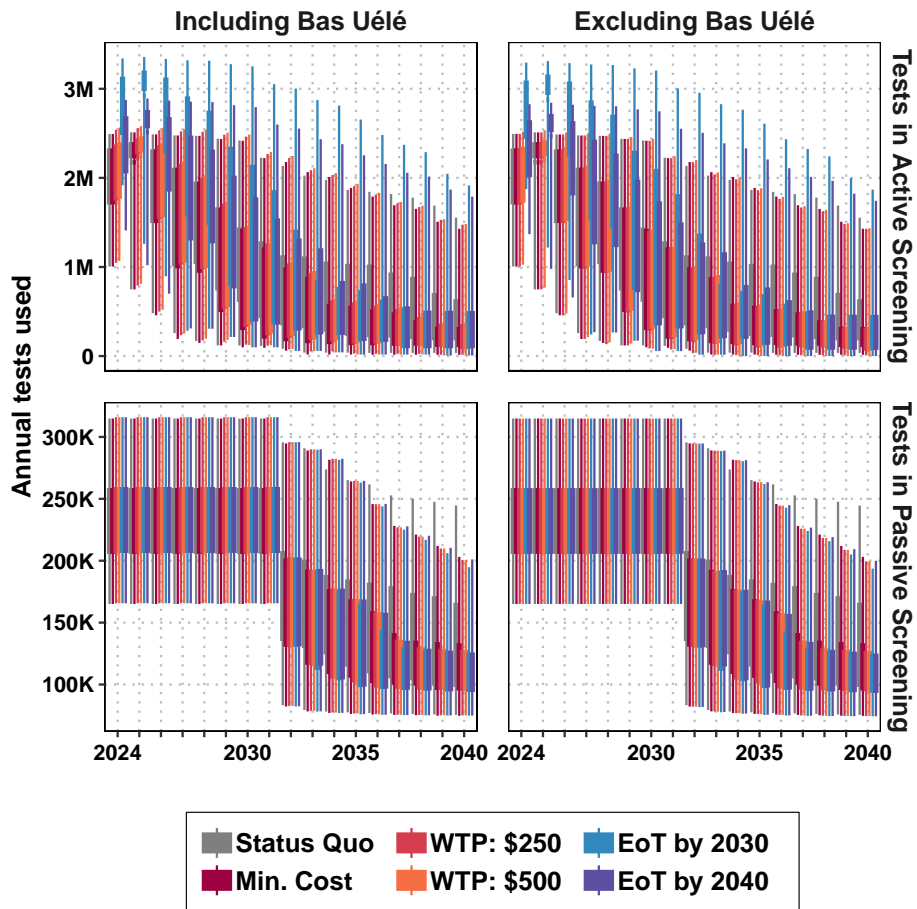 Including Bas Uélé
Excluding Bas Uélé
Annual tests used
3M
2M
1M
0
Tests in Active Screening
300K
250K
200K
150K
100K
Tests in Passive Screening
2024 2030 2035 2040
2024 2030 2035 2040
Status Quo WTP: $250 EoT by 2030
Min. Cost WTP: $500 EoT by 2040